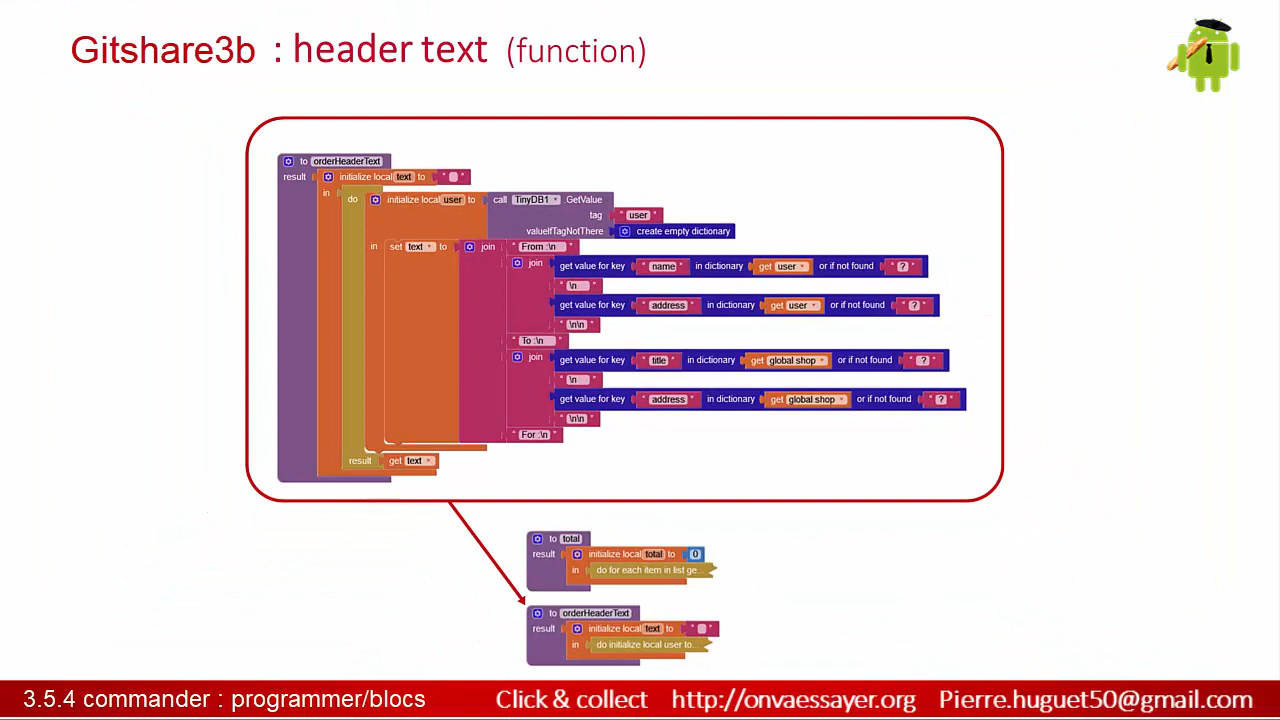 Gitshare3b : header text (function)
to orderHeaderText
result initialize local text to " "
in do initialize local user to call TinyDB1 GetValue
tag " user "
valueIfTagNotThere create empty dictionary
in set text to join " From :\n "
join get value for key " name " in dictionary get user or if not found " ? "
" \n "
get value for key " address " in dictionary get user or if not found " ? "
" \n\n "
" To :\n "
join get value for key " title " in dictionary get global shop or if not found " ? "
" \n "
get value for key " address " in dictionary get global shop or if not found " ? "
" \n\n "
" For :\n "
result get text
to total
result initialize local total to 0
in do for each item in list ge...
to orderHeaderText
result initialize local text to " "
in do initialize local user to...
3.5.4 commander : programmer/blocs Click & collect http://onvaessayer.org Pierre.huguet50@gmail.com